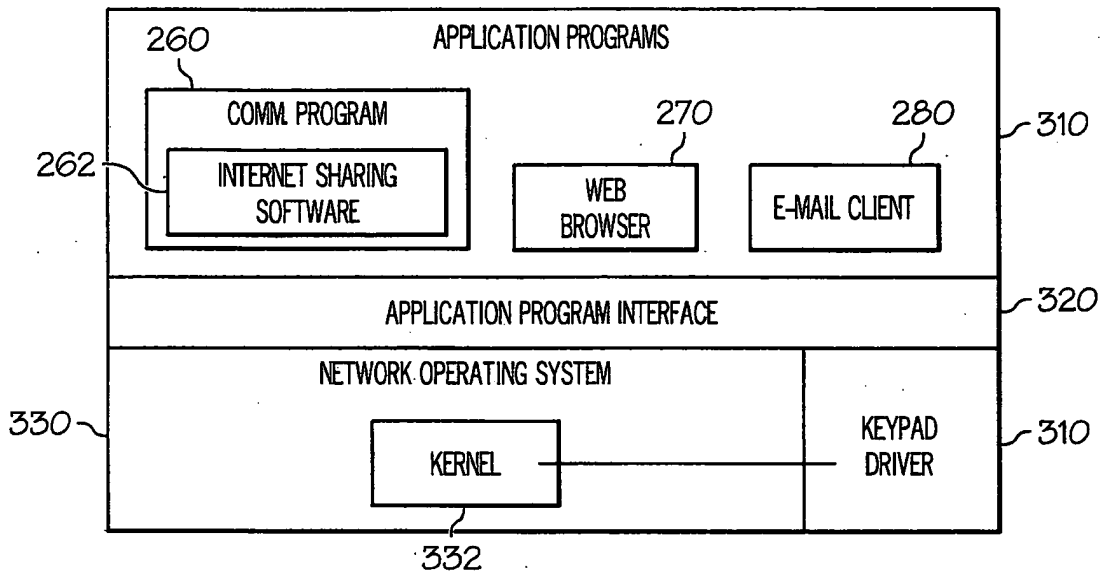 APPLICATION PROGRAMS
260
COMM. PROGRAM
262
INTERNET SHARING
SOFTWARE
270
WEB
BROWSER
280
E-MAIL CLIENT
310
APPLICATION PROGRAM INTERFACE
320
NETWORK OPERATING SYSTEM
330
KERNEL
332
KEYPAD
DRIVER
310